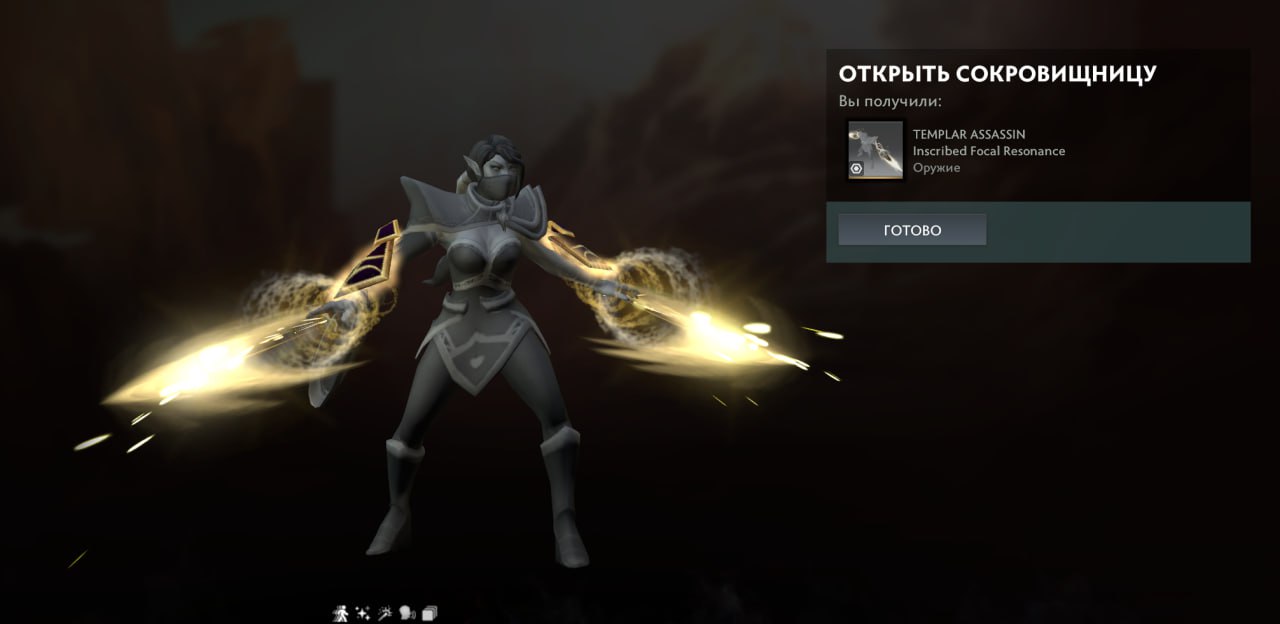 ОТКРЫТЬ СОКРОВИЩНИЦУ
Вы получили:
TEMPLAR ASSASSIN
Inscribed Focal Resonance
Оружие
ГОТОВО